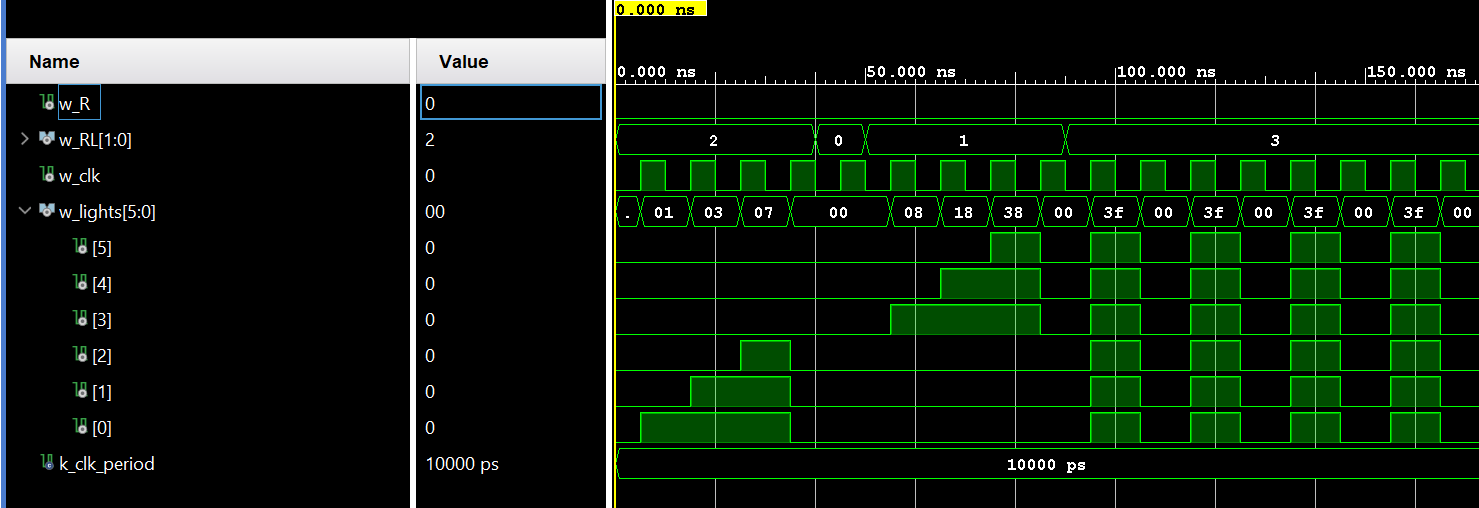 0.000 ns
Name Value
0.000 ns 50.000 ns 100.000 ns 150.000 ns
w_R 0
w_RL[1:0] 2 2 0 1 3
w_clk 0
w_lights[5:0] 00 . 01 03 07 00 08 18 38 00 3f 00 3f 00 3f 00 3f 00
[5] 0
[4] 0
[3] 0
[2] 0
[1] 0
[0] 0
k_clk_period 10000 ps 10000 ps